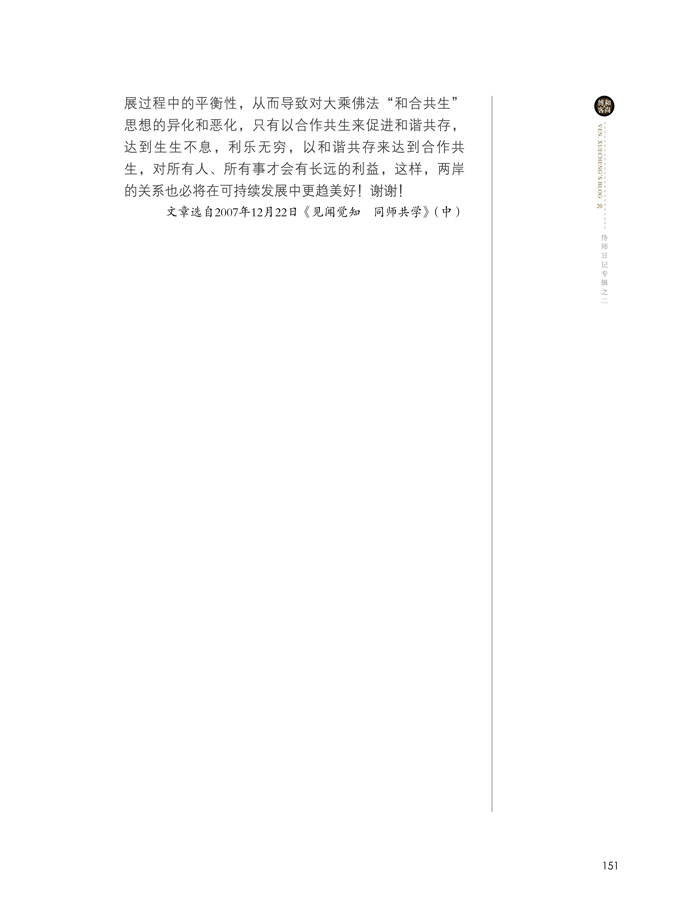 展过程中的平衡性，从而导致对大乘佛法“和合共生”
思想的异化和恶化，只有以合作共生来促进和谐共存，
达到生生不息，利乐无穷，以和谐共存来达到合作共
生，对所有人、所有事才会有长远的利益，这样，两岸
的关系也必将在可持续发展中更趋美好！谢谢！
文章选自2007年12月22日《见闻觉知　同师共学》（中）
和尚
博客
VEN. XUECHENG'S BLOG
悟师日记专辑之二
151